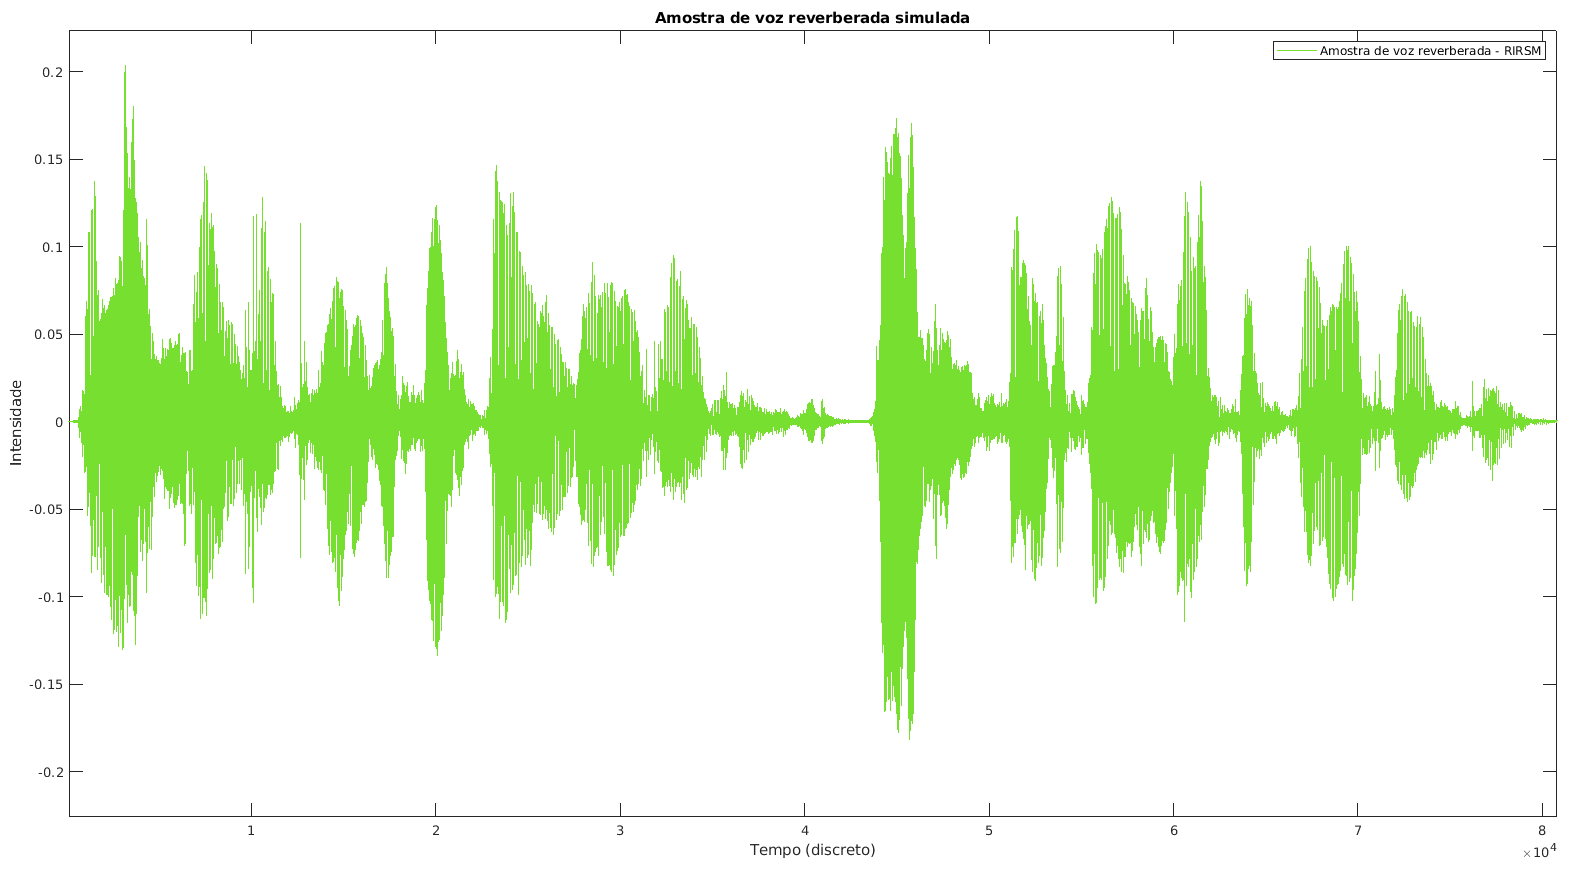 Amostra de voz reverberada simulada
Amostra de voz reverberada - RIRSM
Intensidade
0.2
0.15
0.1
0.05
0
-0.05
-0.1
-0.15
-0.2
1 2 3 4 5 6 7 8
Tempo (discreto)
×10⁴